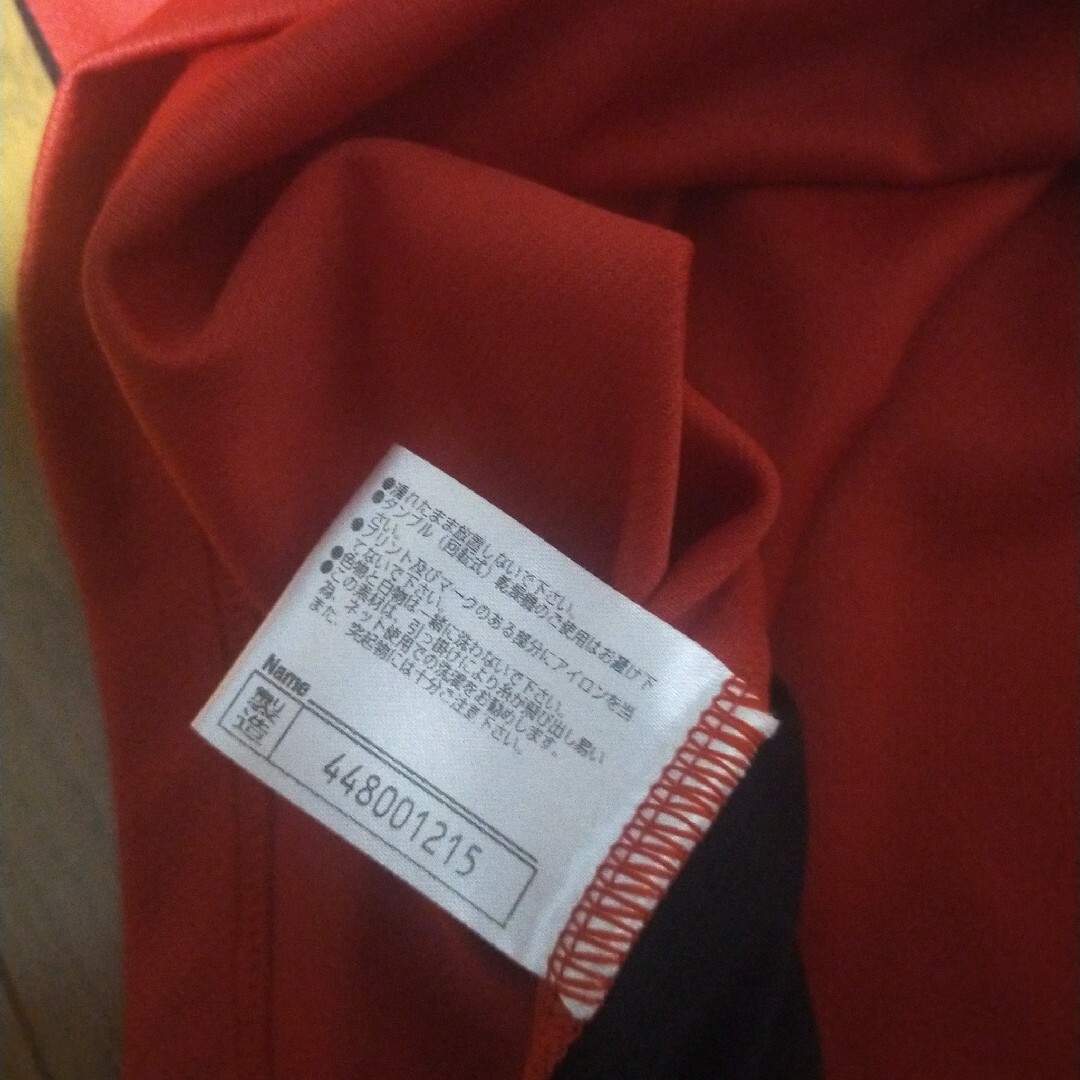 ●濡れたまま放置しないで下さい。
●タンブル（回転式）乾燥機のご使用はお避け下
さい。
●プリント及びマークのある部分にアイロンを当
てないで下さい。
●色物と白物は一緒に洗わないで下さい。
●この素材は、引っ掛けにより糸が飛び出し易い
為、ネット使用での洗濯をお勧めします。
また、突起物には十分ご注意下さい。
Name
製造 448001215